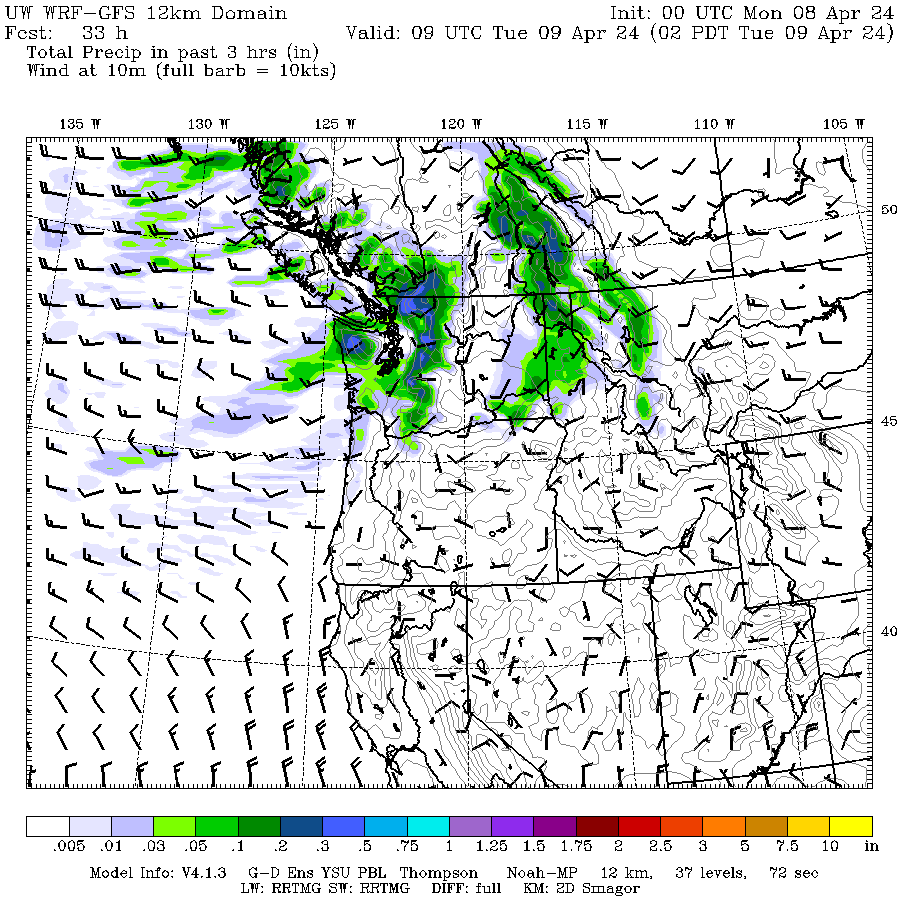 UW WRF-GFS 12km Domain Init: 00 UTC Mon 08 Apr 24
Fcst: 33 h Valid: 09 UTC Tue 09 Apr 24 (02 PDT Tue 09 Apr 24)
Total Precip in past 3 hrs (in)
Wind at 10m (full barb = 10kts)
135 W 130 W 125 W 120 W 115 W 110 W 105 W
50
45
40
.005 .01 .03 .05 .1 .2 .3 .5 .75 1 1.25 1.5 1.75 2 2.5 3 5 7.5 10 in
Model Info: V4.1.3 G-D Ens YSU PBL Thompson Noah-MP 12 km, 37 levels, 72 sec
LW: RRTMG SW: RRTMG DIFF: full KM: 2D Smagor